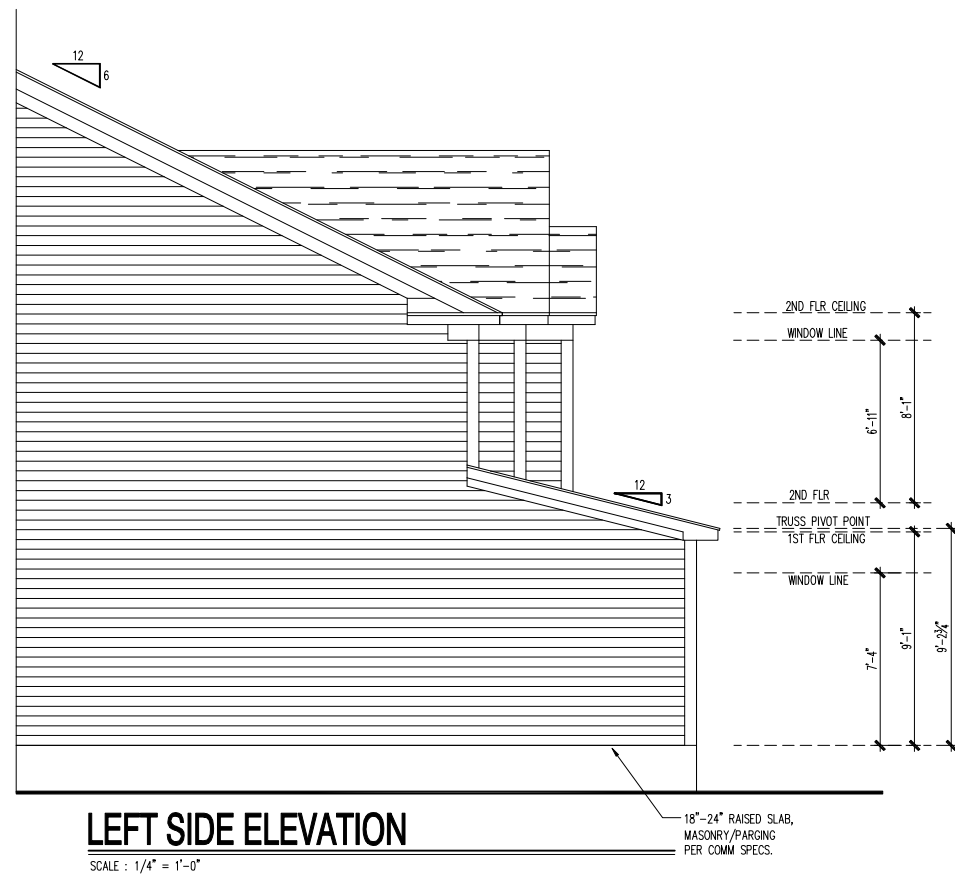 12
6
2ND FLR CEILING
WINDOW LINE
6'-11"
8'-1"
12
3
2ND FLR
TRUSS PIVOT POINT
1ST FLR CEILING
WINDOW LINE
7'-4"
9'-1"
9'-2¾"
LEFT SIDE ELEVATION
SCALE : 1/4" = 1'-0"
18"-24" RAISED SLAB,
MASONRY/PARGING
PER COMM SPECS.